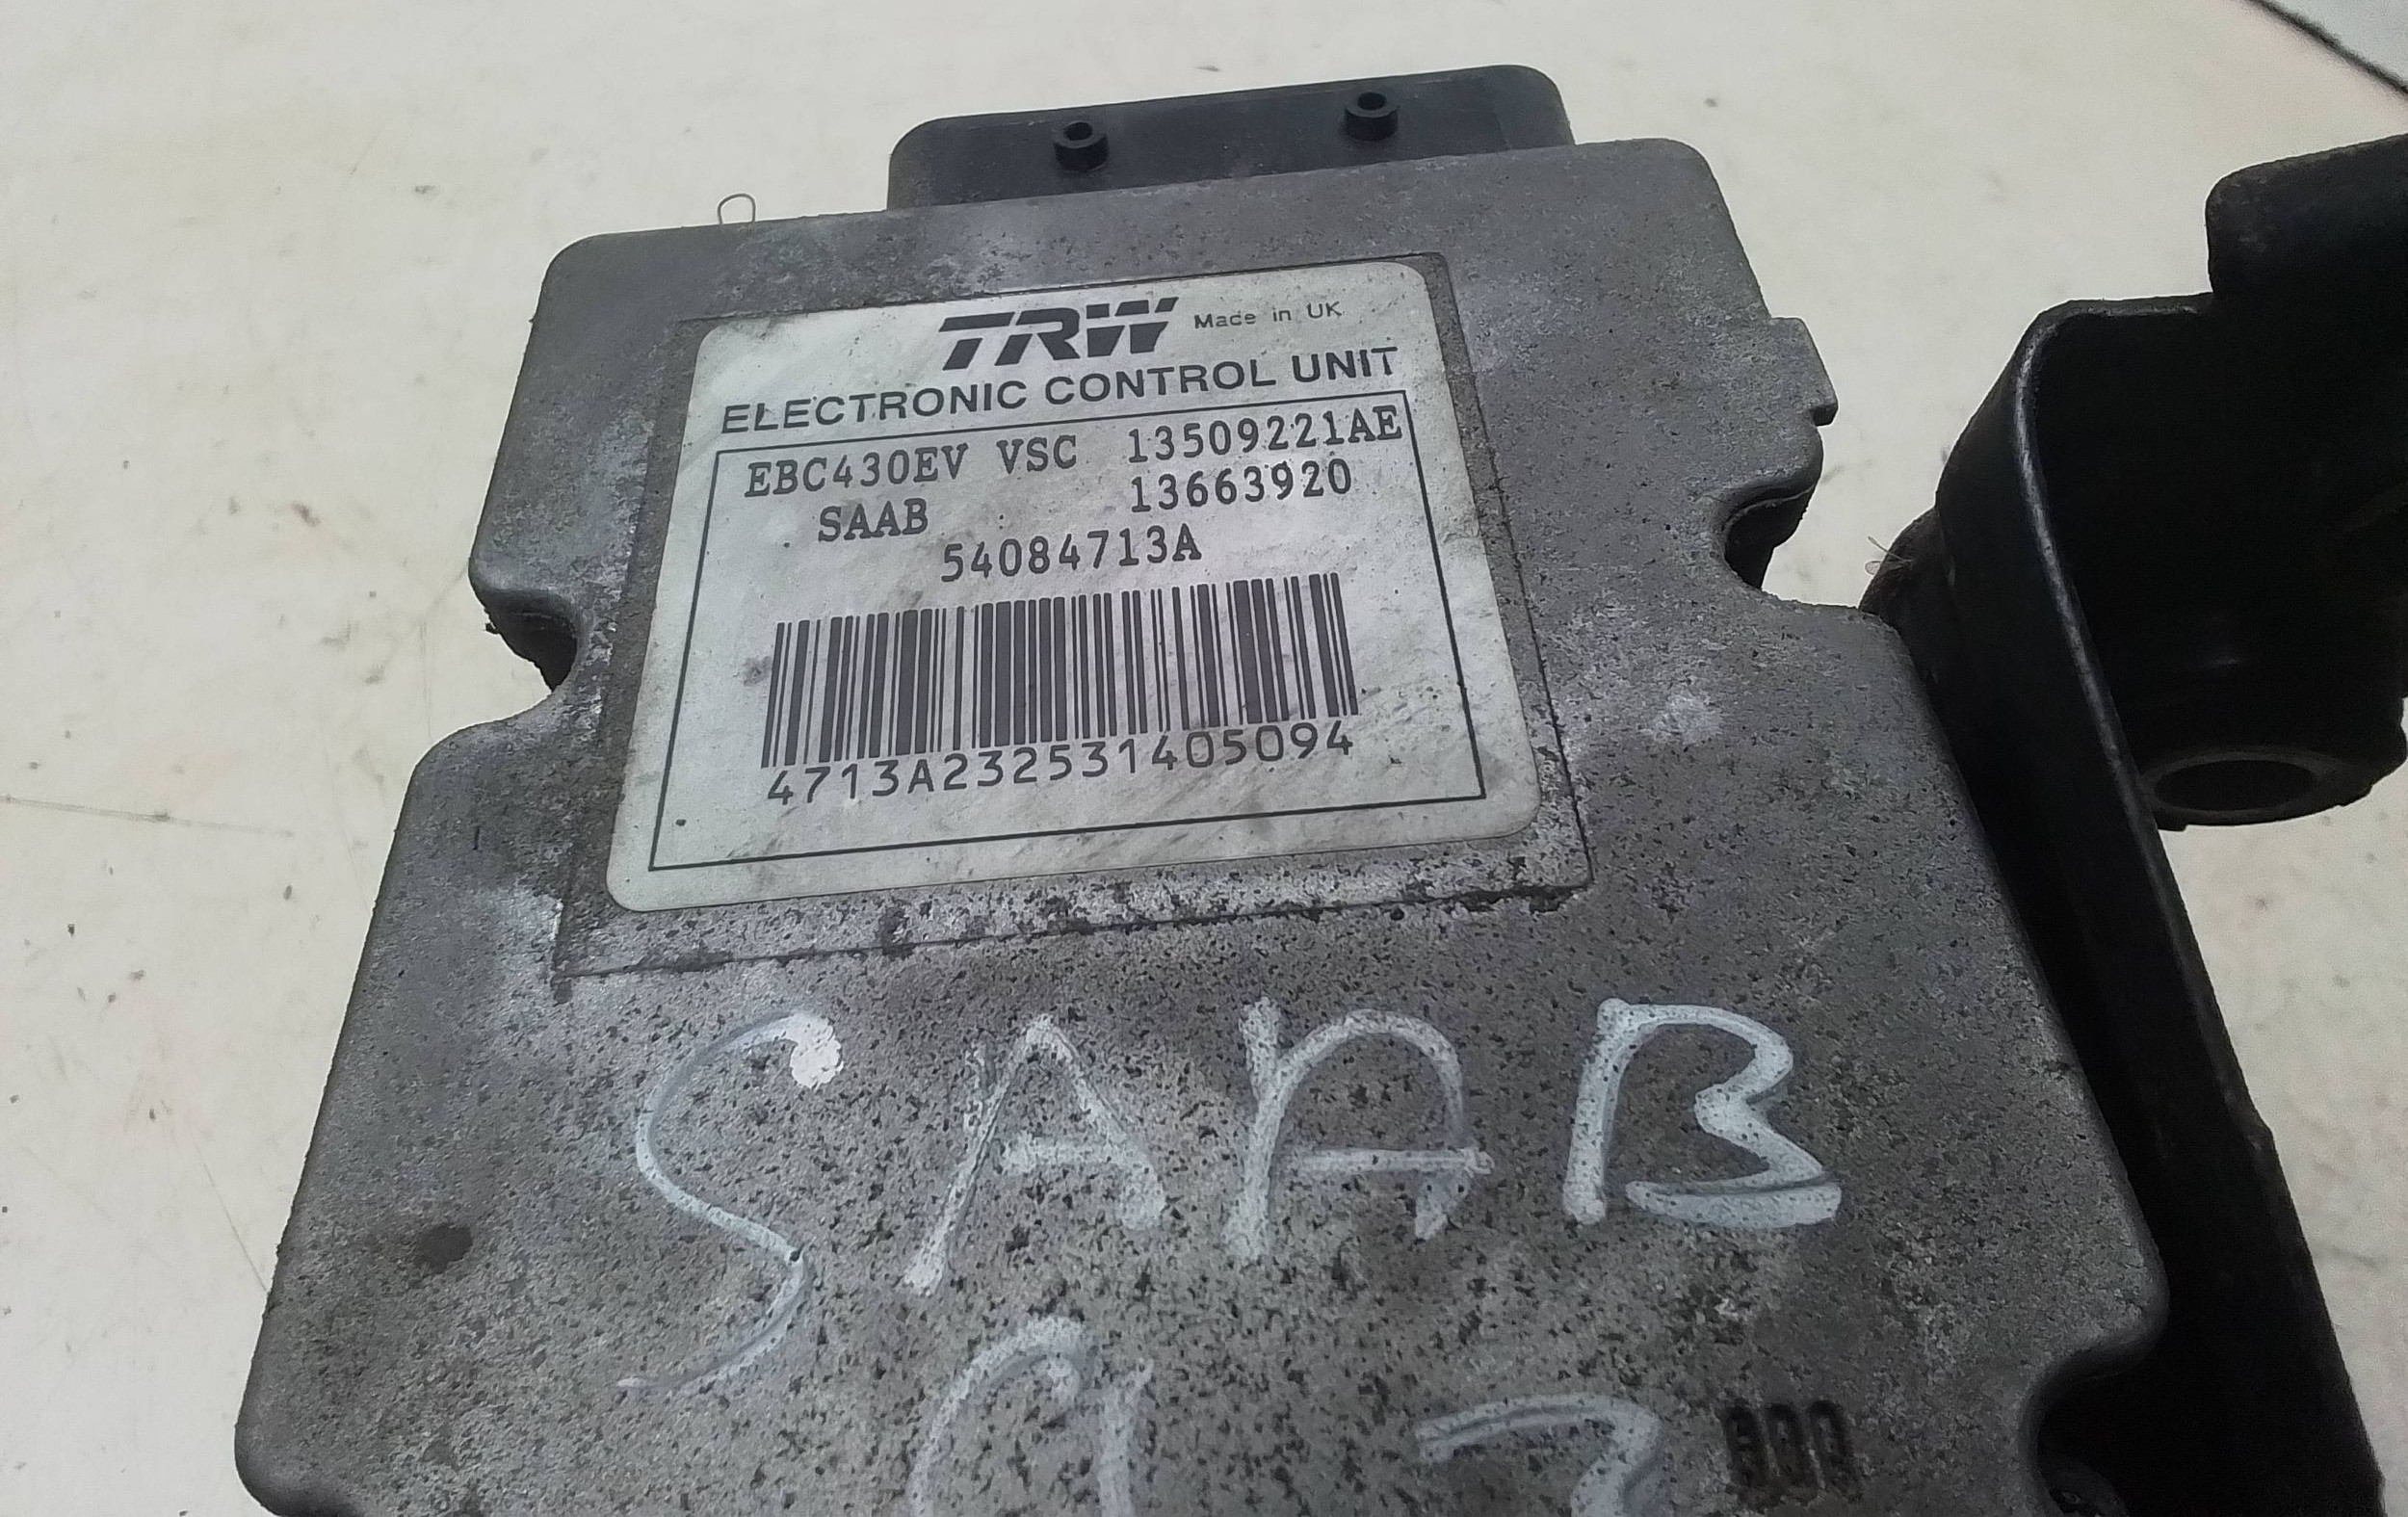 TRW Made in UK
ELECTRONIC CONTROL UNIT
EBC430EV VSC 13509221AE
SAAB 13663920
54084713A
4713A232531405094
SAAB